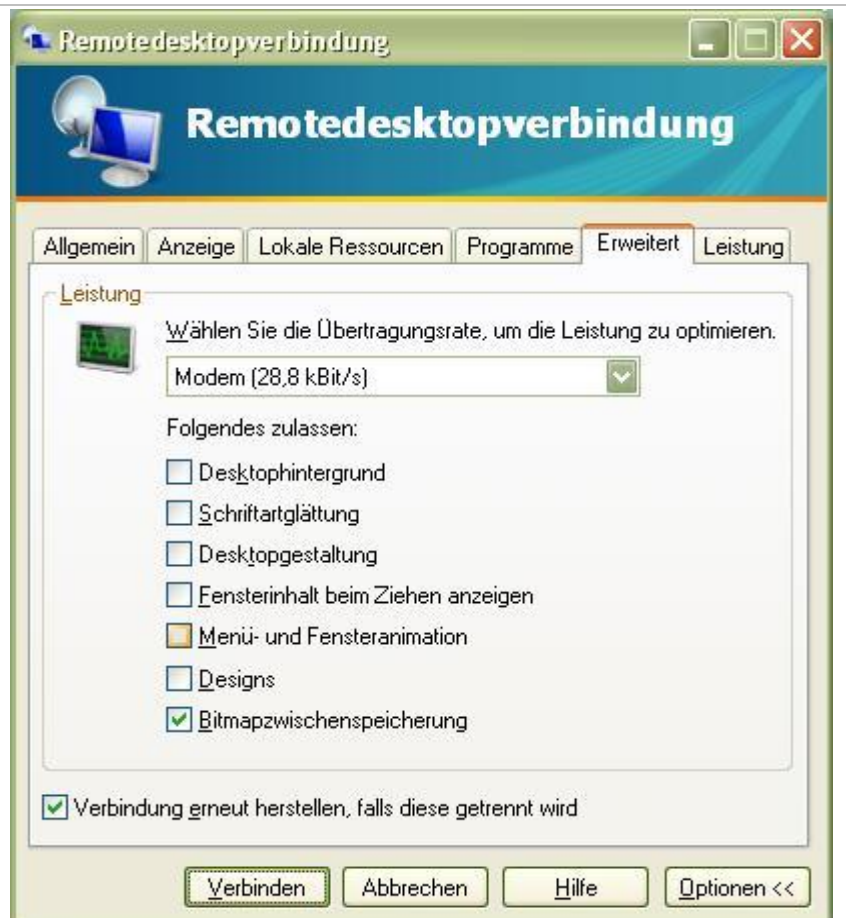 Remotedesktopverbindung
Remotedesktopverbindung
Allgemein Anzeige Lokale Ressourcen Programme Erweitert Leistung
Leistung
Wählen Sie die Übertragungsrate, um die Leistung zu optimieren.
Modem (28,8 kBit/s)
Folgendes zulassen:
Desktophintergrund
Schriftartglättung
Desktopgestaltung
Fensterinhalt beim Ziehen anzeigen
Menü- und Fensteranimation
Designs
Bitmapzwischenspeicherung
Verbindung erneut herstellen, falls diese getrennt wird
Verbinden Abbrechen Hilfe Optionen <<